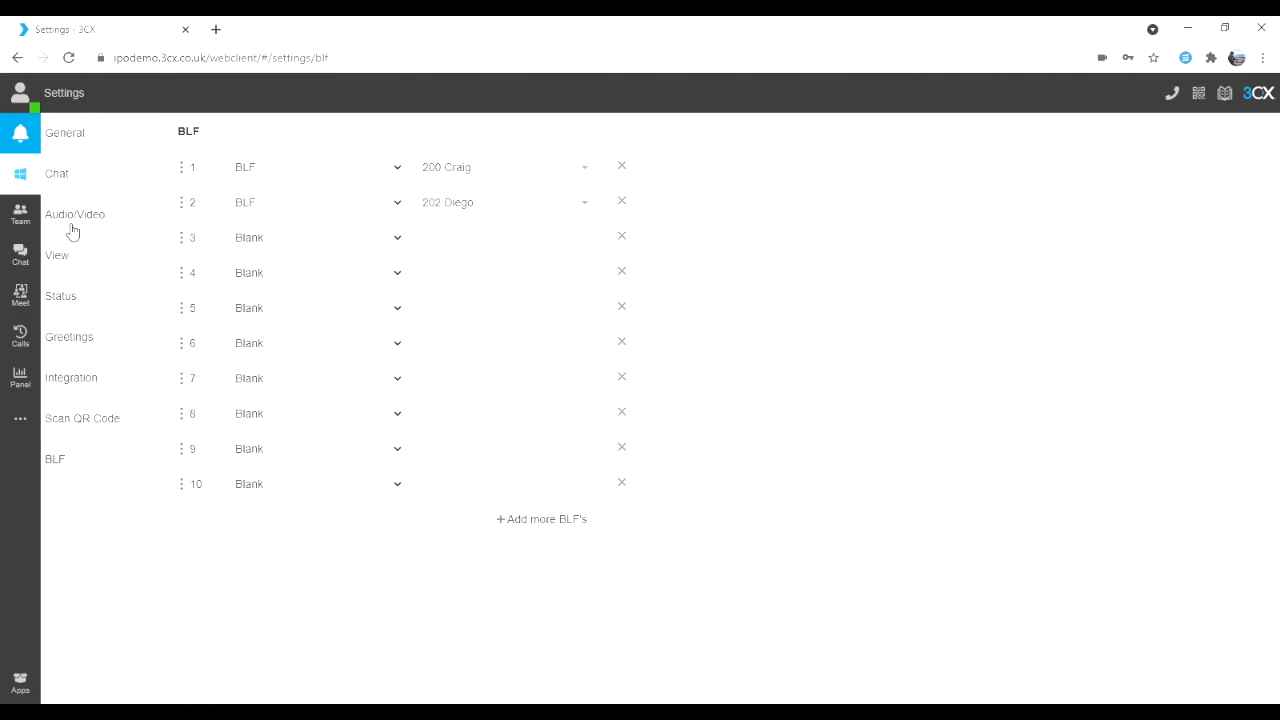 Settings - 3CX
ipodemo.3cx.co.uk/webclient/#/settings/blf
Settings
3CX
General
Chat
Audio/Video
View
Status
Greetings
Integration
Scan QR Code
BLF
Team
Chat
Meet
Calls
Panel
Apps
BLF
1 BLF 200 Craig
2 BLF 202 Diego
3 Blank
4 Blank
5 Blank
6 Blank
7 Blank
8 Blank
9 Blank
10 Blank
+ Add more BLF's